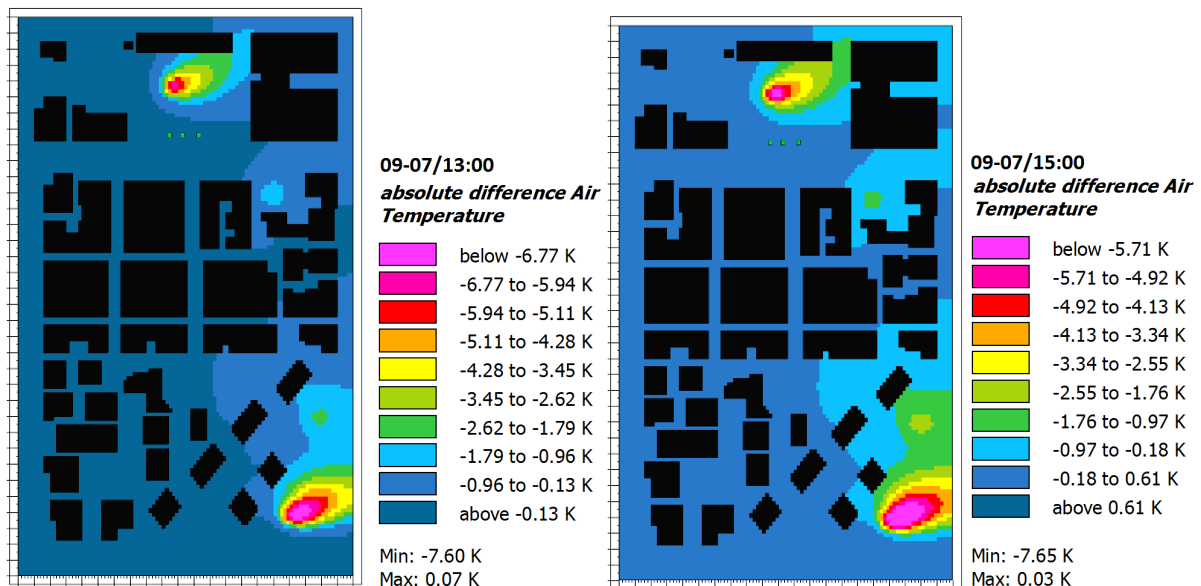 09-07/13:00
absolute difference Air
Temperature
below -6.77 K
-6.77 to -5.94 K
-5.94 to -5.11 K
-5.11 to -4.28 K
-4.28 to -3.45 K
-3.45 to -2.62 K
-2.62 to -1.79 K
-1.79 to -0.96 K
-0.96 to -0.13 K
above -0.13 K
Min: -7.60 K
Max: 0.07 K
09-07/15:00
absolute difference Air
Temperature
below -5.71 K
-5.71 to -4.92 K
-4.92 to -4.13 K
-4.13 to -3.34 K
-3.34 to -2.55 K
-2.55 to -1.76 K
-1.76 to -0.97 K
-0.97 to -0.18 K
-0.18 to 0.61 K
above 0.61 K
Min: -7.65 K
Max: 0.03 K